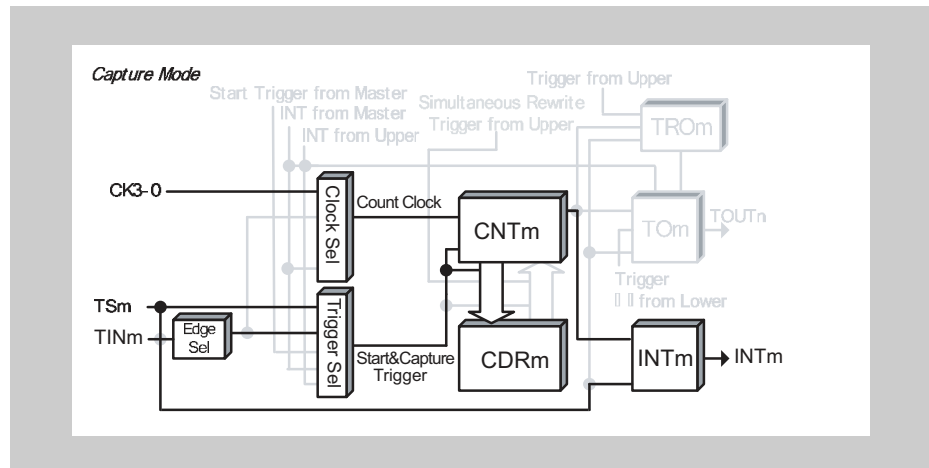 Capture Mode
Trigger from Upper
Start Trigger from Master
INT from Master
INT from Upper
Simultaneous Rewrite
Trigger from Upper
TROm
CK3-0
Clock Sel
Count Clock
CNTm
TOm
TOUTn
Trigger
from Lower
TSm
TINm
Edge
Sel
Trigger Sel
Start&Capture
Trigger
CDRm
INTm
INTm